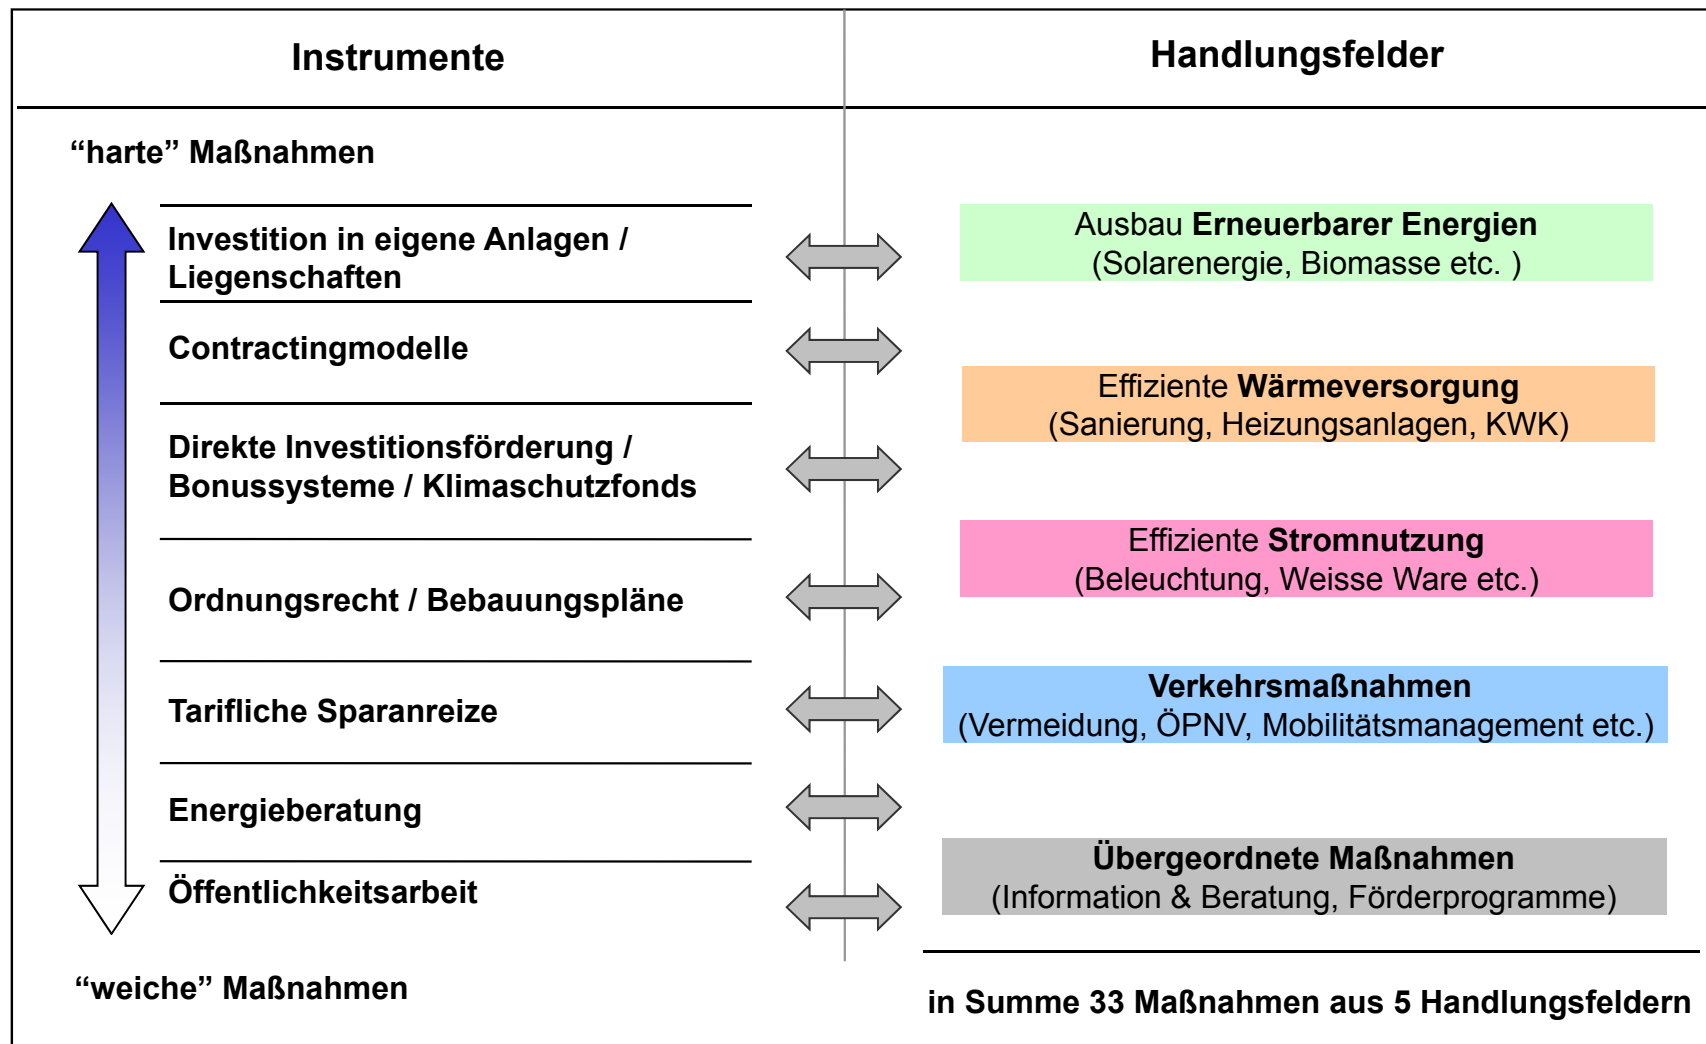 Instrumente
“harte” Maßnahmen
Investition in eigene Anlagen /
Liegenschaften
Contractingmodelle
Direkte Investitionsförderung /
Bonussysteme / Klimaschutzfonds
Ordnungsrecht / Bebauungspläne
Tarifliche Sparanreize
Energieberatung
Öffentlichkeitsarbeit
“weiche” Maßnahmen
Handlungsfelder
Ausbau Erneuerbarer Energien
(Solarenergie, Biomasse etc. )
Effiziente Wärmeversorgung
(Sanierung, Heizungsanlagen, KWK)
Effiziente Stromnutzung
(Beleuchtung, Weisse Ware etc.)
Verkehrsmaßnahmen
(Vermeidung, ÖPNV, Mobilitätsmanagement etc.)
Übergeordnete Maßnahmen
(Information & Beratung, Förderprogramme)
in Summe 33 Maßnahmen aus 5 Handlungsfeldern